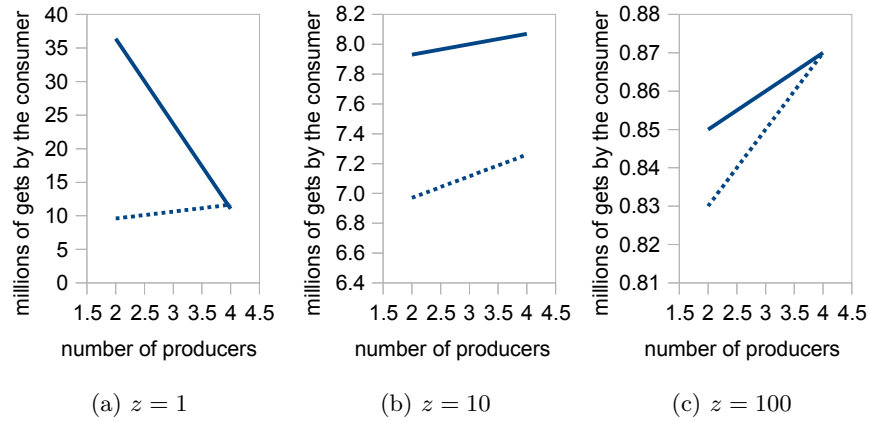 millions of gets by the consumer
40
35
30
25
20
15
10
5
0
1.5 2 2.5 3 3.5 4 4.5
number of producers
(a) z = 1
millions of gets by the consumer
8.2
8.0
7.8
7.6
7.4
7.2
7.0
6.8
6.6
6.4
1.5 2 2.5 3 3.5 4 4.5
number of producers
(b) z = 10
millions of gets by the consumer
0.88
0.87
0.86
0.85
0.84
0.83
0.82
0.81
1.5 2 2.5 3 3.5 4 4.5
number of producers
(c) z = 100